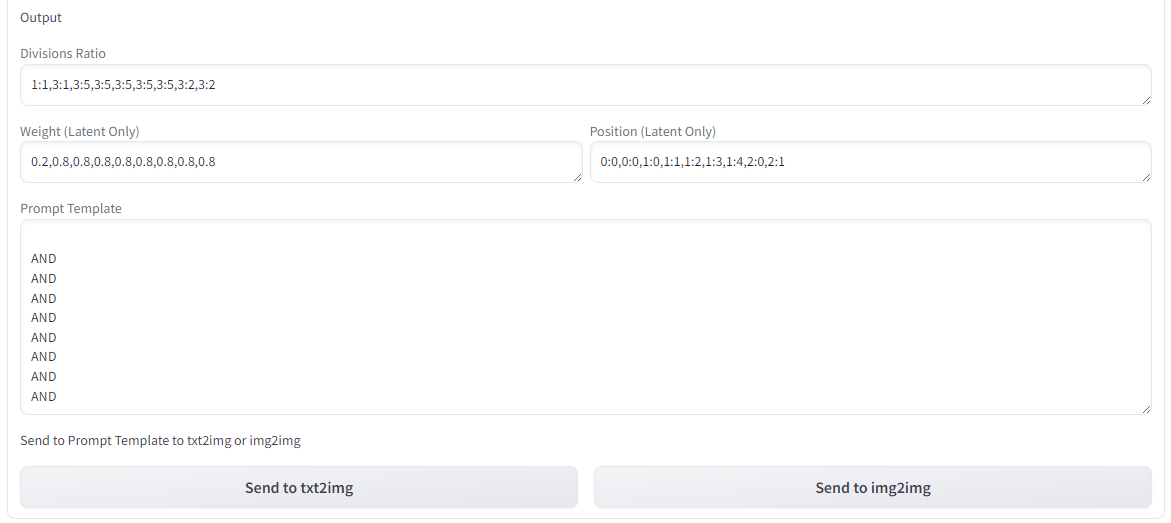 Output
Divisions Ratio
1:1,3:1,3:5,3:5,3:5,3:5,3:5,3:2,3:2
Weight (Latent Only)
Position (Latent Only)
0.2,0.8,0.8,0.8,0.8,0.8,0.8,0.8,0.8
0:0,0:0,1:0,1:1,1:2,1:3,1:4,2:0,2:1
Prompt Template
AND
AND
AND
AND
AND
AND
AND
AND
Send to Prompt Template to txt2img or img2img
Send to txt2img
Send to img2img